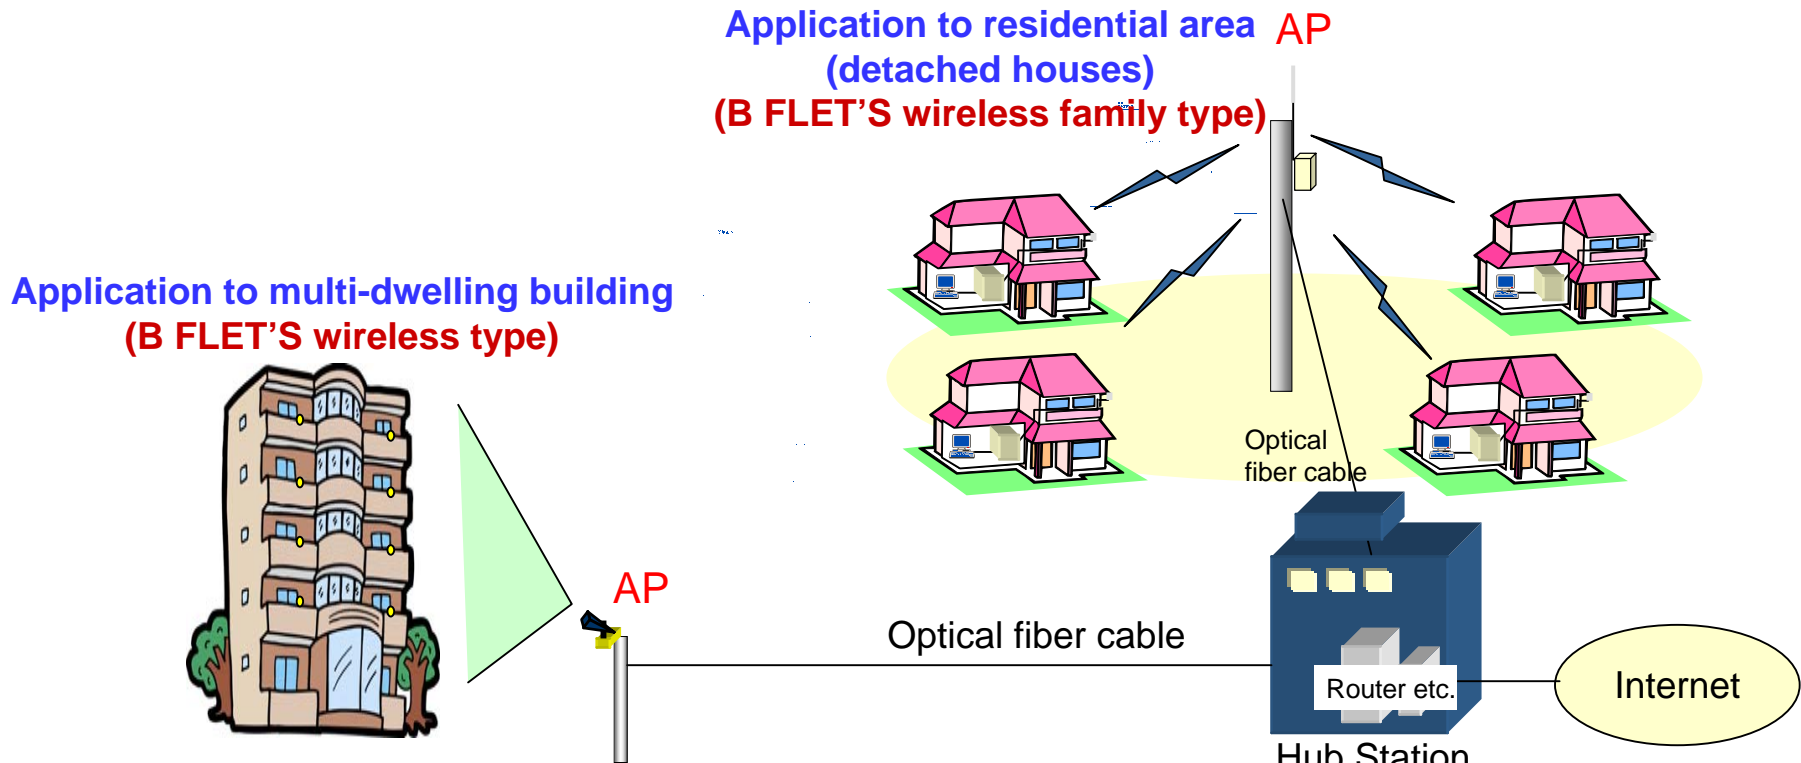 Application to residential area
(detached houses)
(B FLET'S wireless family type)
AP
Application to multi-dwelling building
(B FLET'S wireless type)
Optical
fiber cable
AP
Optical fiber cable
Router etc.
Internet
Hub Station